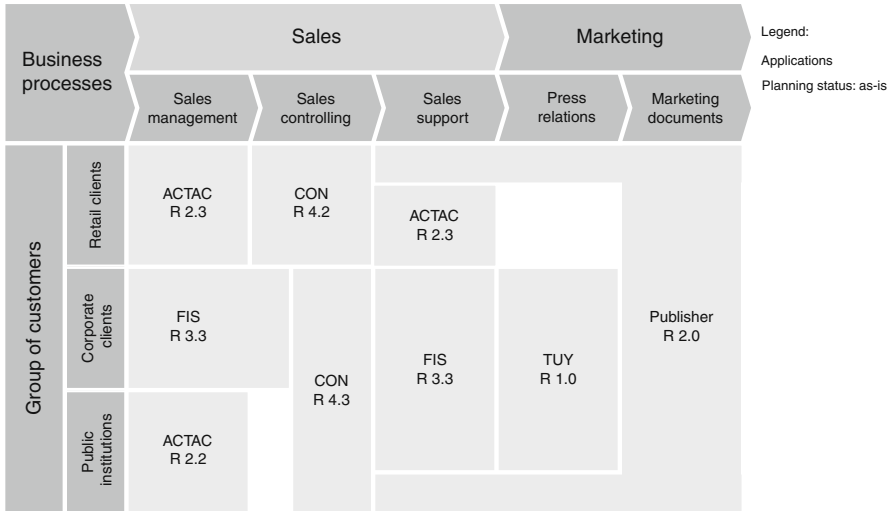 Business
processes
Sales
Marketing
Legend:
Applications
Planning status: as-is
Sales
management
Sales
controlling
Sales
support
Press
relations
Marketing
documents
Group of customers
Retail clients
ACTAC
R 2.3
CON
R 4.2
ACTAC
R 2.3
Corporate
clients
FIS
R 3.3
CON
R 4.3
FIS
R 3.3
TUY
R 1.0
Publisher
R 2.0
Public
institutions
ACTAC
R 2.2